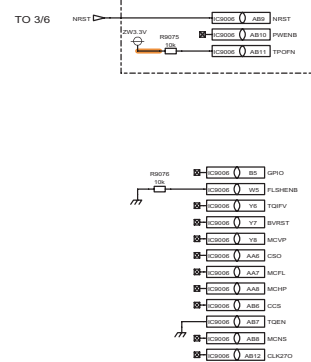 TO 3/6
NRST
IC9006 AB9 NRST
ZW3.3V
R9075
10k
IC9006 AB10 PWENB
IC9006 AB11 TPOFN
R9076
10k
IC9006 B5 GPIO
IC9006 W5 FLSHENB
IC9006 Y6 TQIFV
IC9006 Y7 BVRST
IC9006 Y8 MCVP
IC9006 AA6 CSO
IC9006 AA7 MCFL
IC9006 AA8 MCHP
IC9006 AB6 CCS
IC9006 AB7 TQEN
IC9006 AB8 MCNS
IC9006 AB12 CLK27O